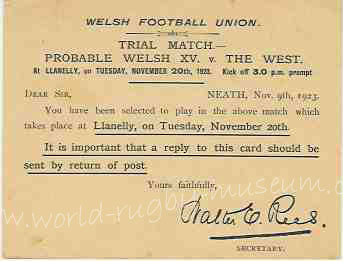 WELSH FOOTBALL UNION.
TRIAL MATCH.—
PROBABLE WELSH XV. v. THE WEST.
At LLANELLY, on TUESDAY, NOVEMBER 20th, 1923. Kick off 3.0 p.m. prompt
DEAR SIR, NEATH, Nov. 9th, 1923.
You have been selected to play in the above match which
takes place at Llanelly, on Tuesday, November 20th.
It is important that a reply to this card should be
sent by return of post.
Yours faithfully,
www.world-rugbymuseum.com
Walter E. Rees.
SECRETARY.